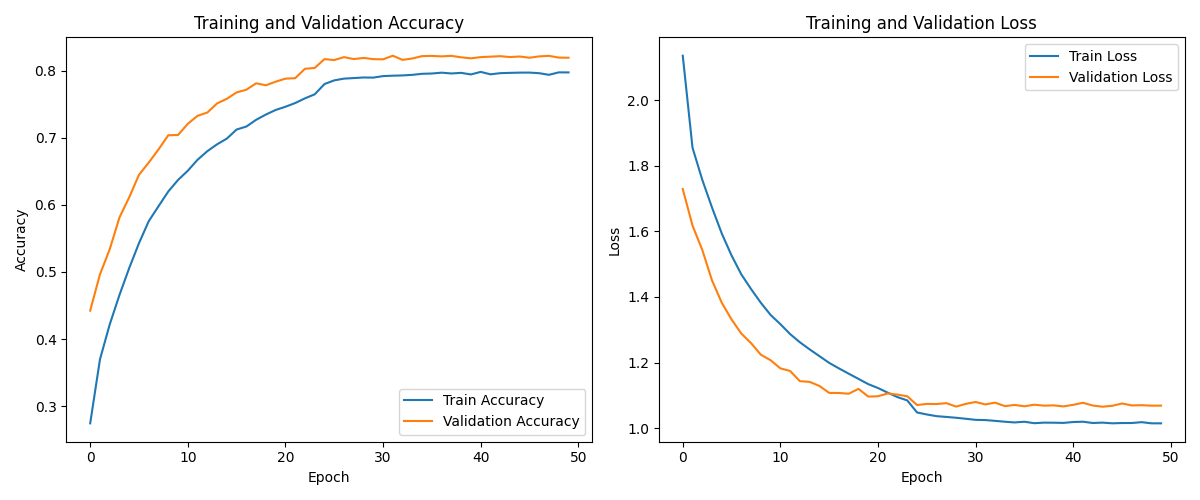 Training and Validation Accuracy
0.8
0.7
0.6
0.5
0.4
0.3
Accuracy
Train Accuracy
Validation Accuracy
0 10 20 30 40 50
Epoch
Training and Validation Loss
Train Loss
Validation Loss
2.0
1.8
1.6
1.4
1.2
1.0
Loss
0 10 20 30 40 50
Epoch